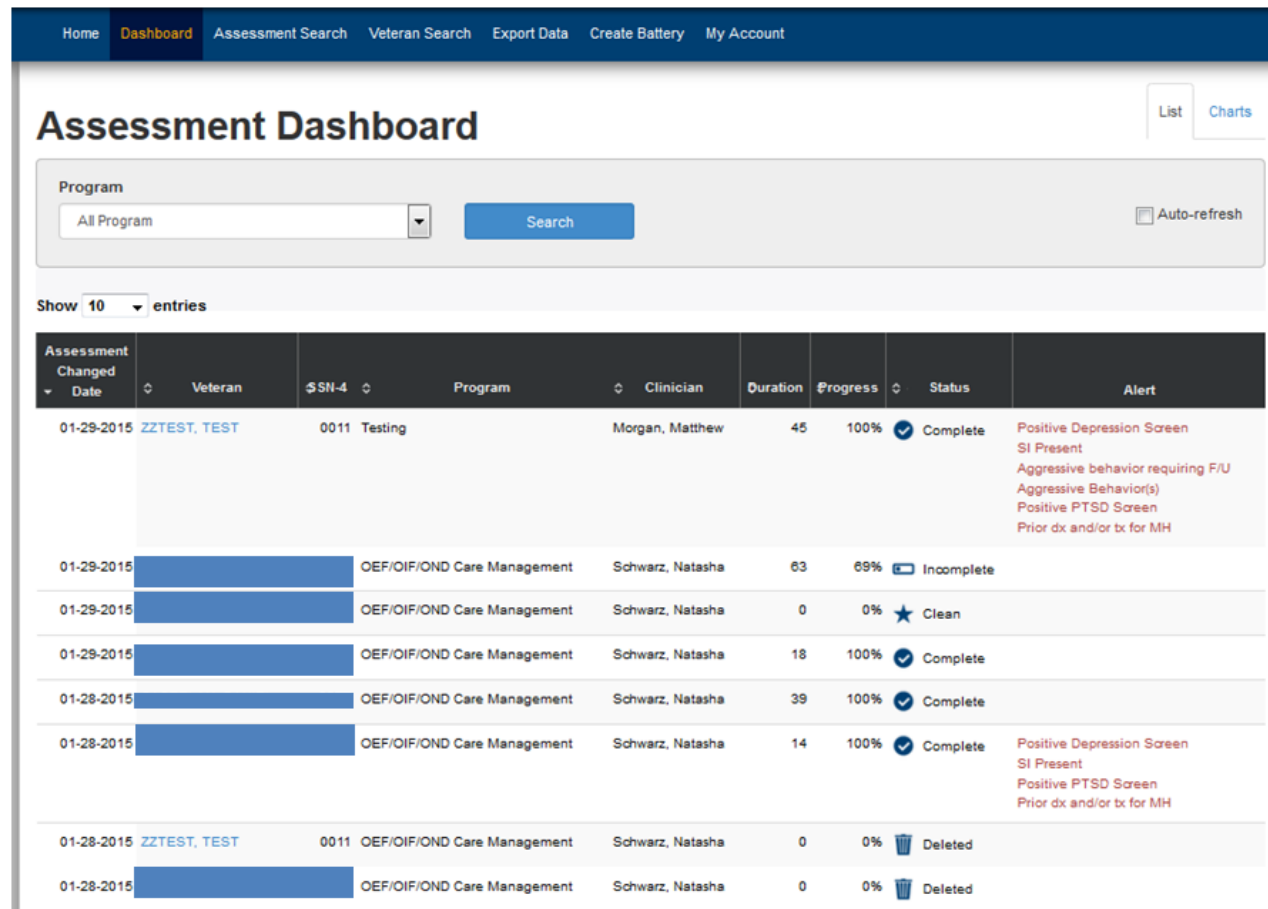 Home Dashboard Assessment Search Veteran Search Export Data Create Battery My Account
Assessment Dashboard
List Charts
Program
All Program
Search
Auto-refresh
Show 10 entries
Assessment Changed Date Veteran SSN-4 Program Clinician Duration Progress Status Alert
01-29-2015 ZZTEST, TEST 0011 Testing Morgan, Matthew 45 100% Complete Positive Depression Screen
SI Present
Aggressive behavior requiring F/U
Aggressive Behavior(s)
Positive PTSD Screen
Prior dx and/or tx for MH
01-29-2015 OEF/OIF/OND Care Management Schwarz, Natasha 63 69% Incomplete
01-29-2015 OEF/OIF/OND Care Management Schwarz, Natasha 0 0% Clean
01-29-2015 OEF/OIF/OND Care Management Schwarz, Natasha 18 100% Complete
01-28-2015 OEF/OIF/OND Care Management Schwarz, Natasha 39 100% Complete
01-28-2015 OEF/OIF/OND Care Management Schwarz, Natasha 14 100% Complete Positive Depression Screen
SI Present
Positive PTSD Screen
Prior dx and/or tx for MH
01-28-2015 ZZTEST, TEST 0011 OEF/OIF/OND Care Management Schwarz, Natasha 0 0% Deleted
01-28-2015 OEF/OIF/OND Care Management Schwarz, Natasha 0 0% Deleted